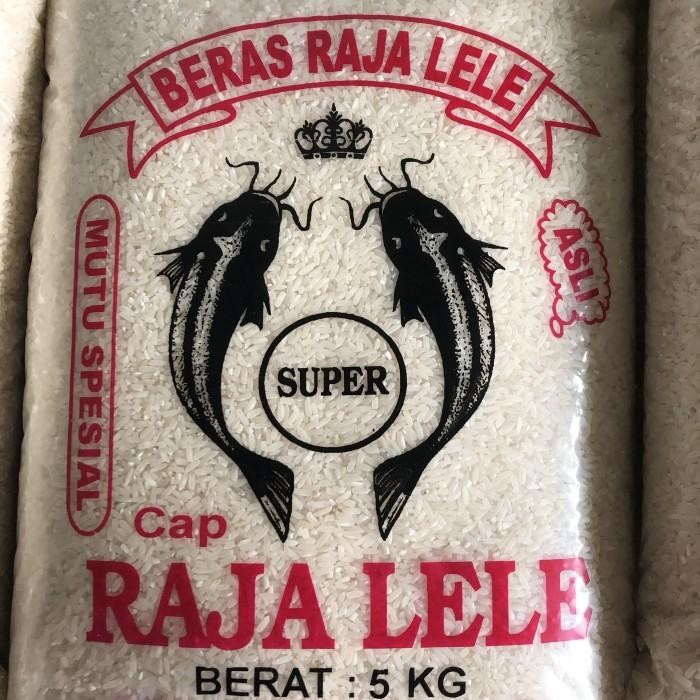 BERAS RAJA LELE
MUTU SPESIAL
ASLI
SUPER
Cap
RAJA LELE
BERAT : 5 KG